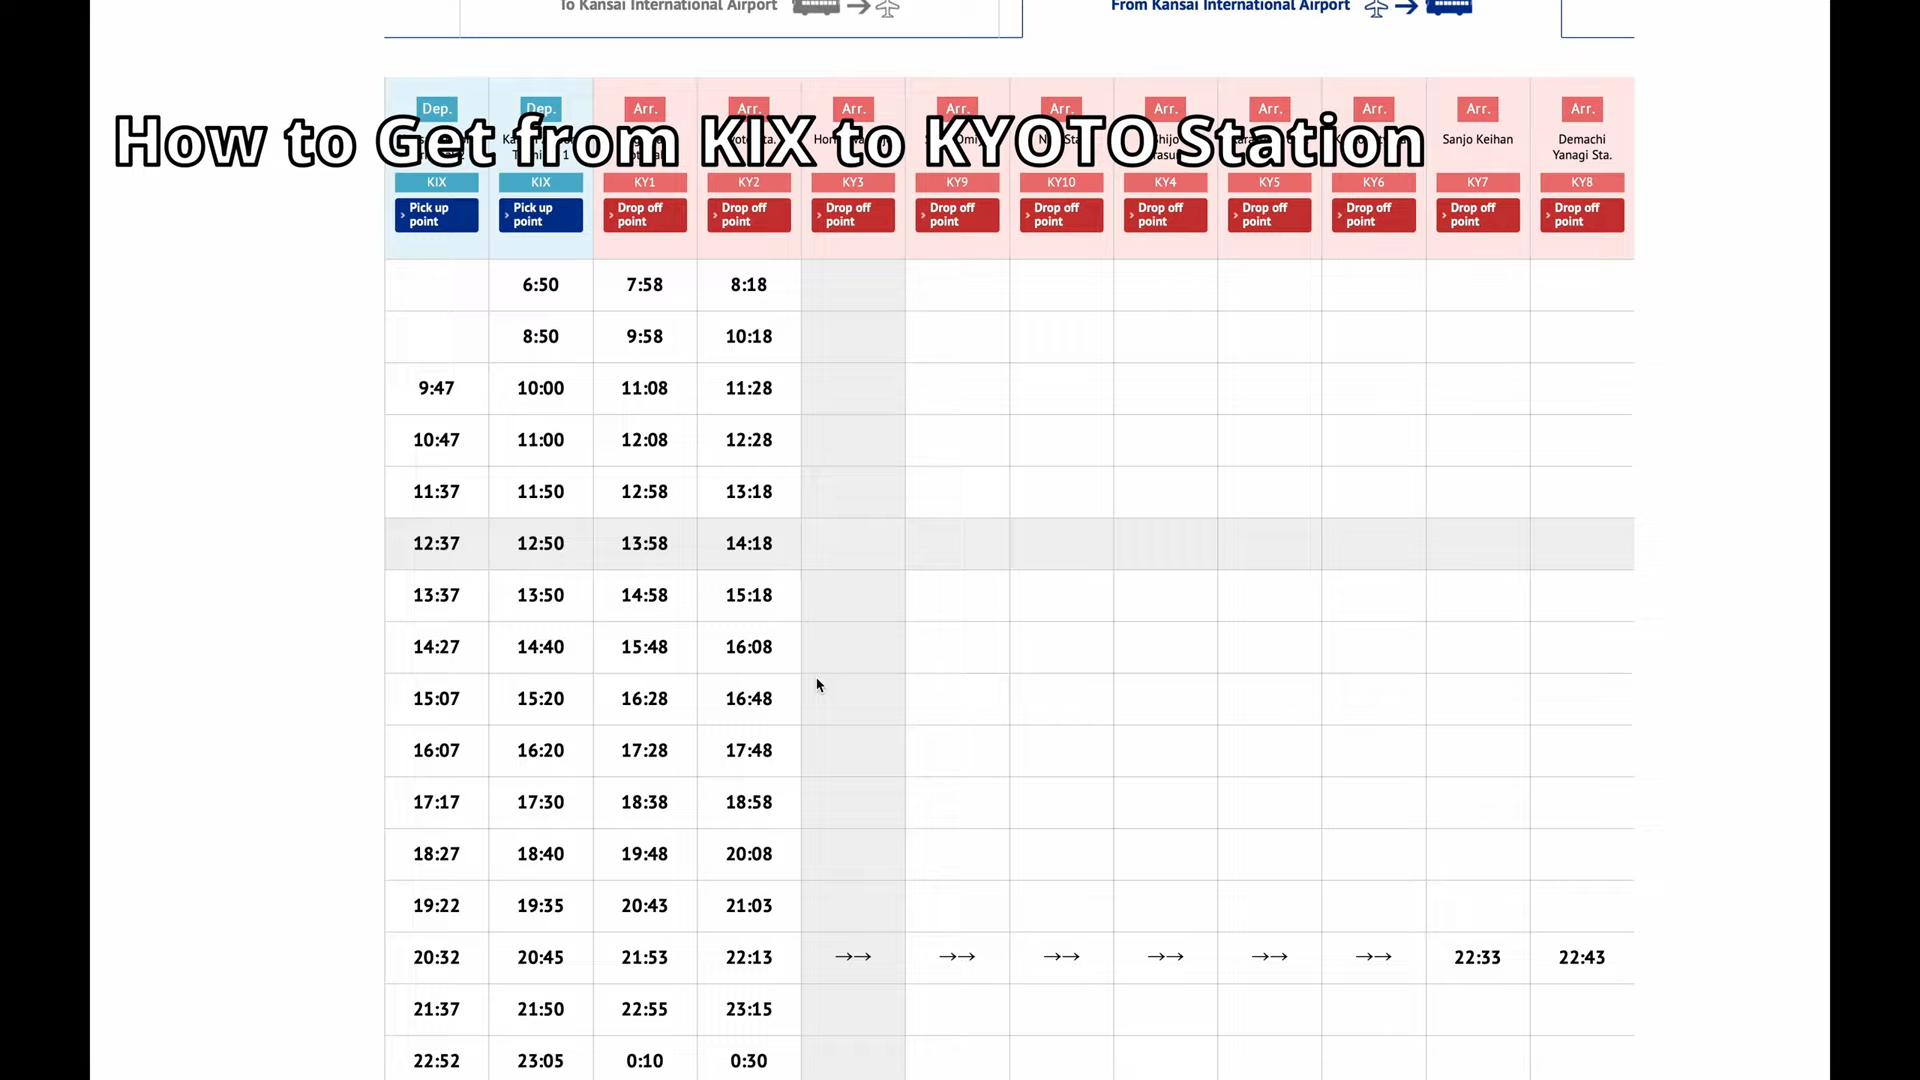 To Kansai International Airport
From Kansai International Airport
How to Get from KIX to KYOTO Station
Dep. Dep. Arr. Arr. Arr. Arr. Arr. Arr. Arr. Arr. Arr. Arr.
Sanjo Keihan
Demachi
Yanagi Sta.
KIX KIX KY1 KY2 KY3 KY9 KY10 KY4 KY5 KY6 KY7 KY8
Pick up point Pick up point Drop off point Drop off point Drop off point Drop off point Drop off point Drop off point Drop off point Drop off point Drop off point Drop off point
6:50 7:58 8:18
8:50 9:58 10:18
9:47 10:00 11:08 11:28
10:47 11:00 12:08 12:28
11:37 11:50 12:58 13:18
12:37 12:50 13:58 14:18
13:37 13:50 14:58 15:18
14:27 14:40 15:48 16:08
15:07 15:20 16:28 16:48
16:07 16:20 17:28 17:48
17:17 17:30 18:38 18:58
18:27 18:40 19:48 20:08
19:22 19:35 20:43 21:03
20:32 20:45 21:53 22:13 →→ →→ →→ →→ →→ →→ 22:33 22:43
21:37 21:50 22:55 23:15
22:52 23:05 0:10 0:30